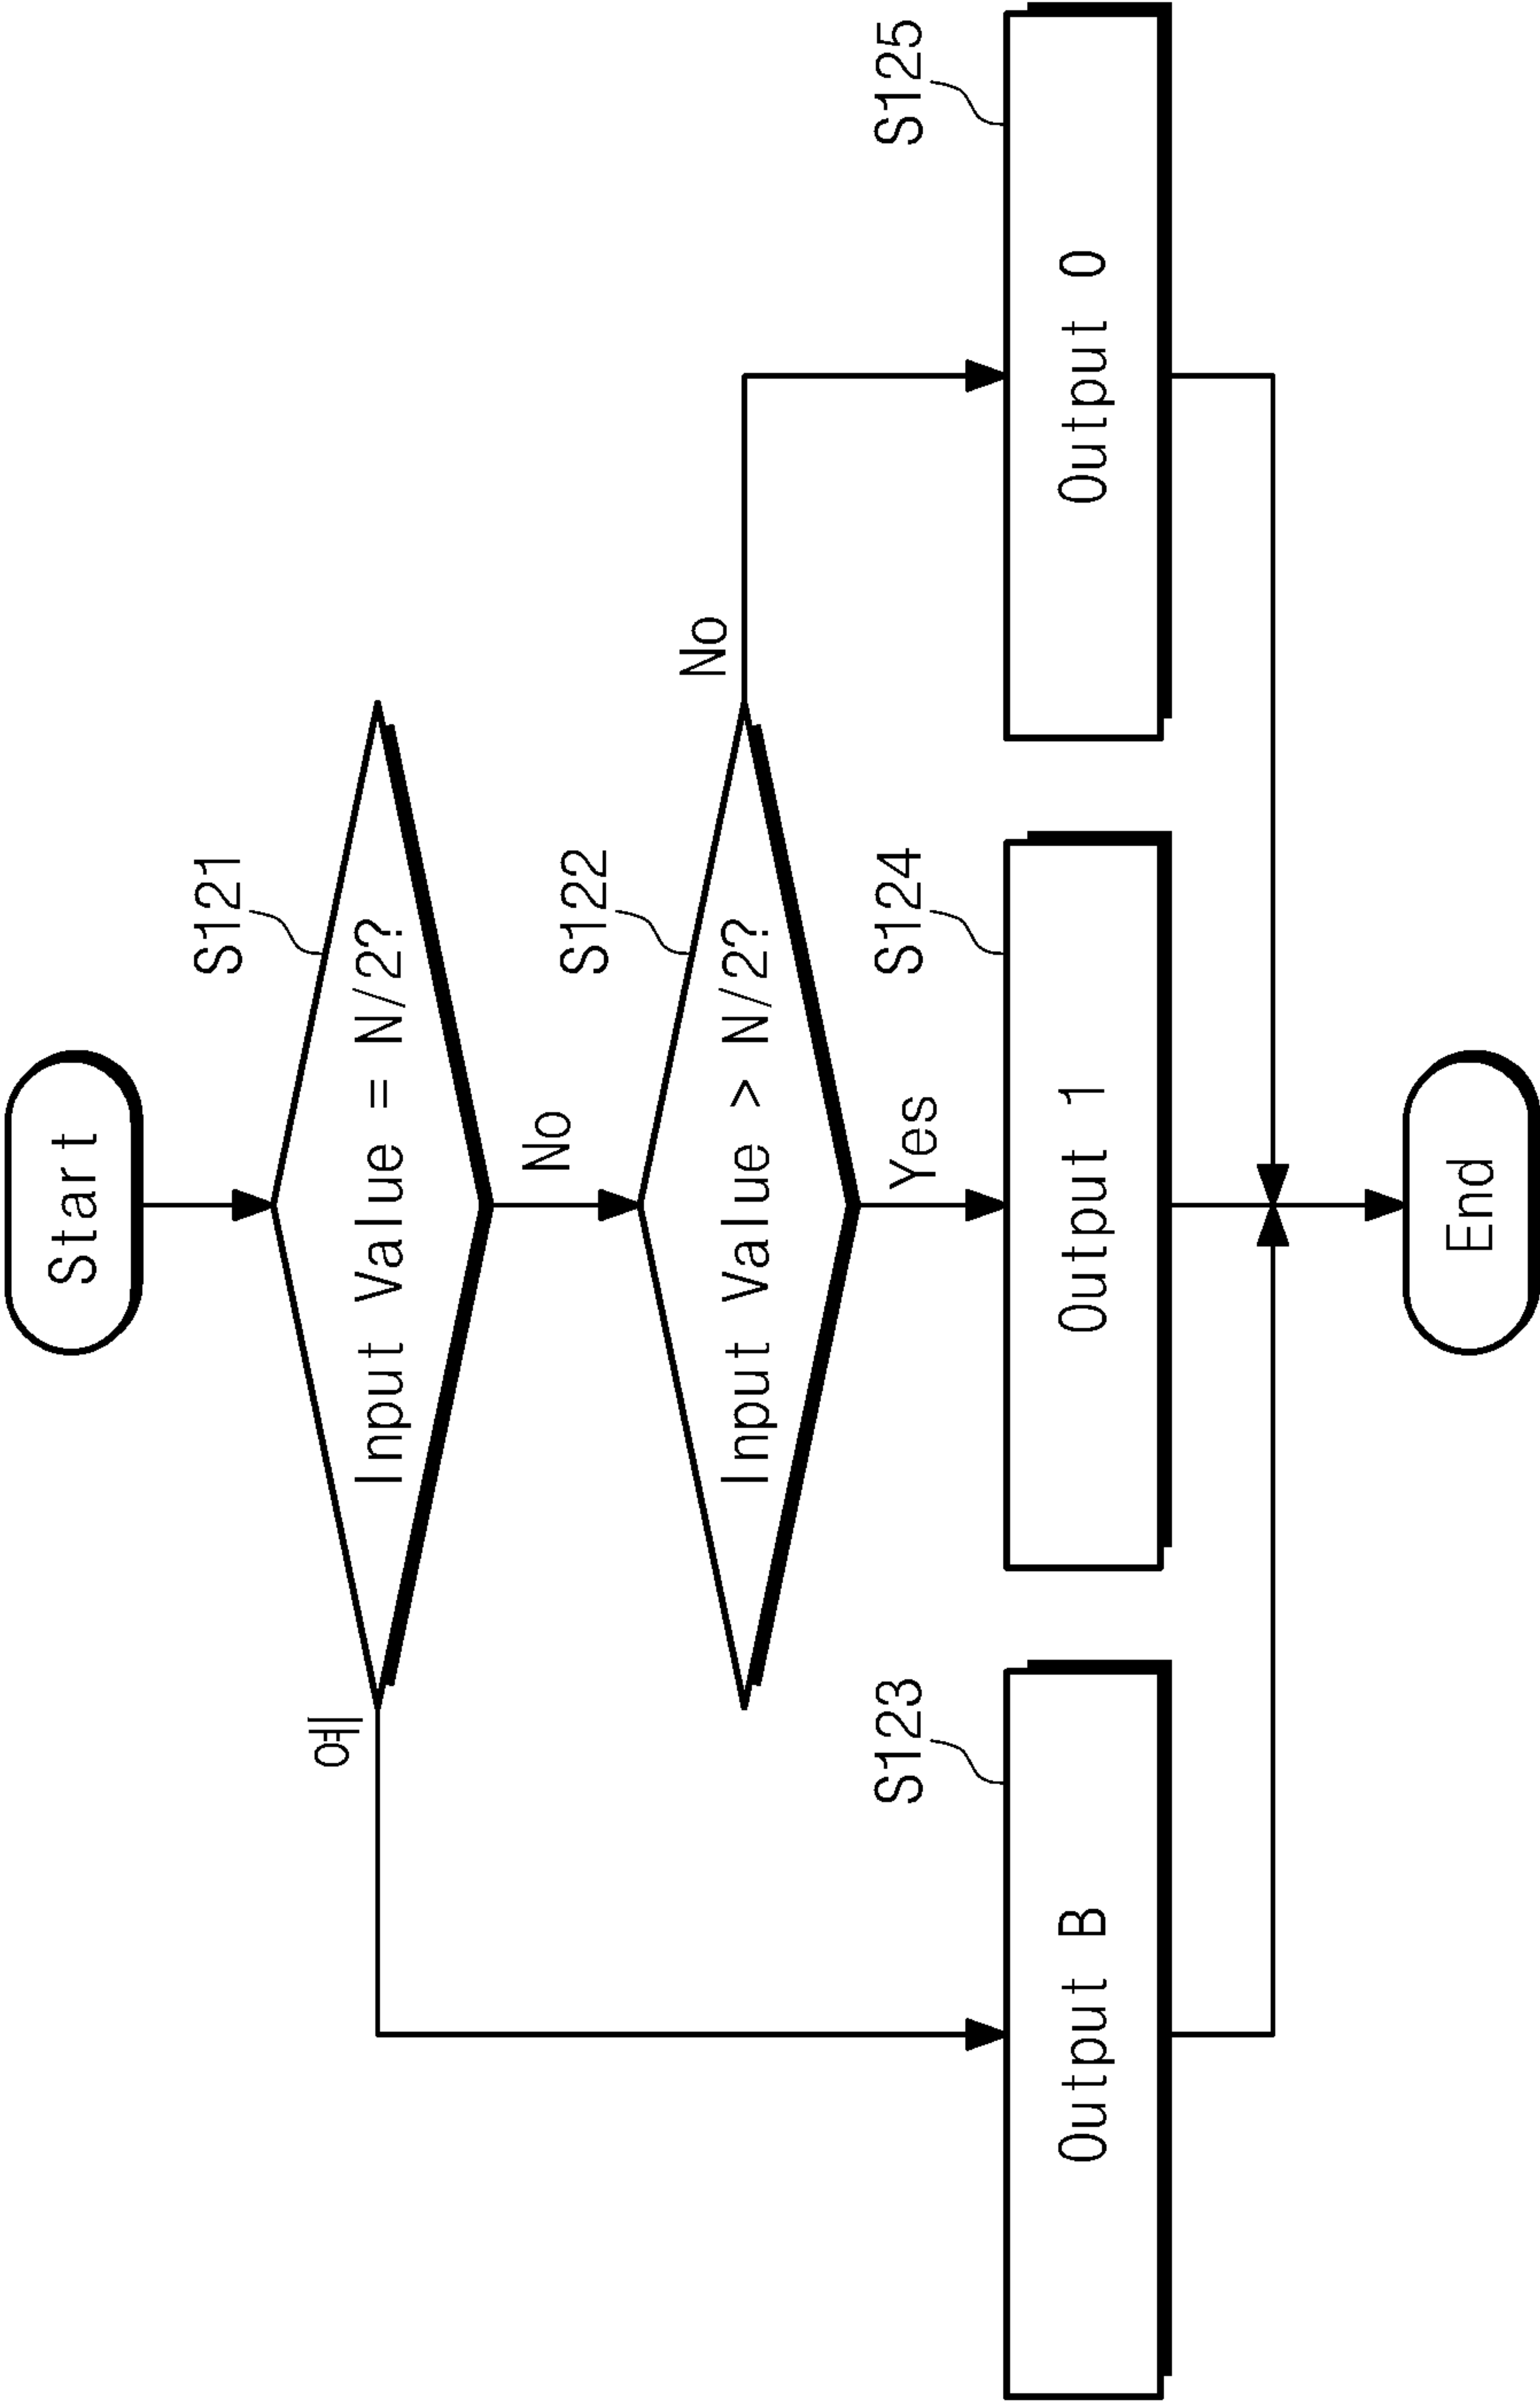 Start
S121
Input Value = N/2?
예
No
S122
Input Value > N/2?
No
Yes
S123
Output B
S124
Output 1
S125
Output 0
End